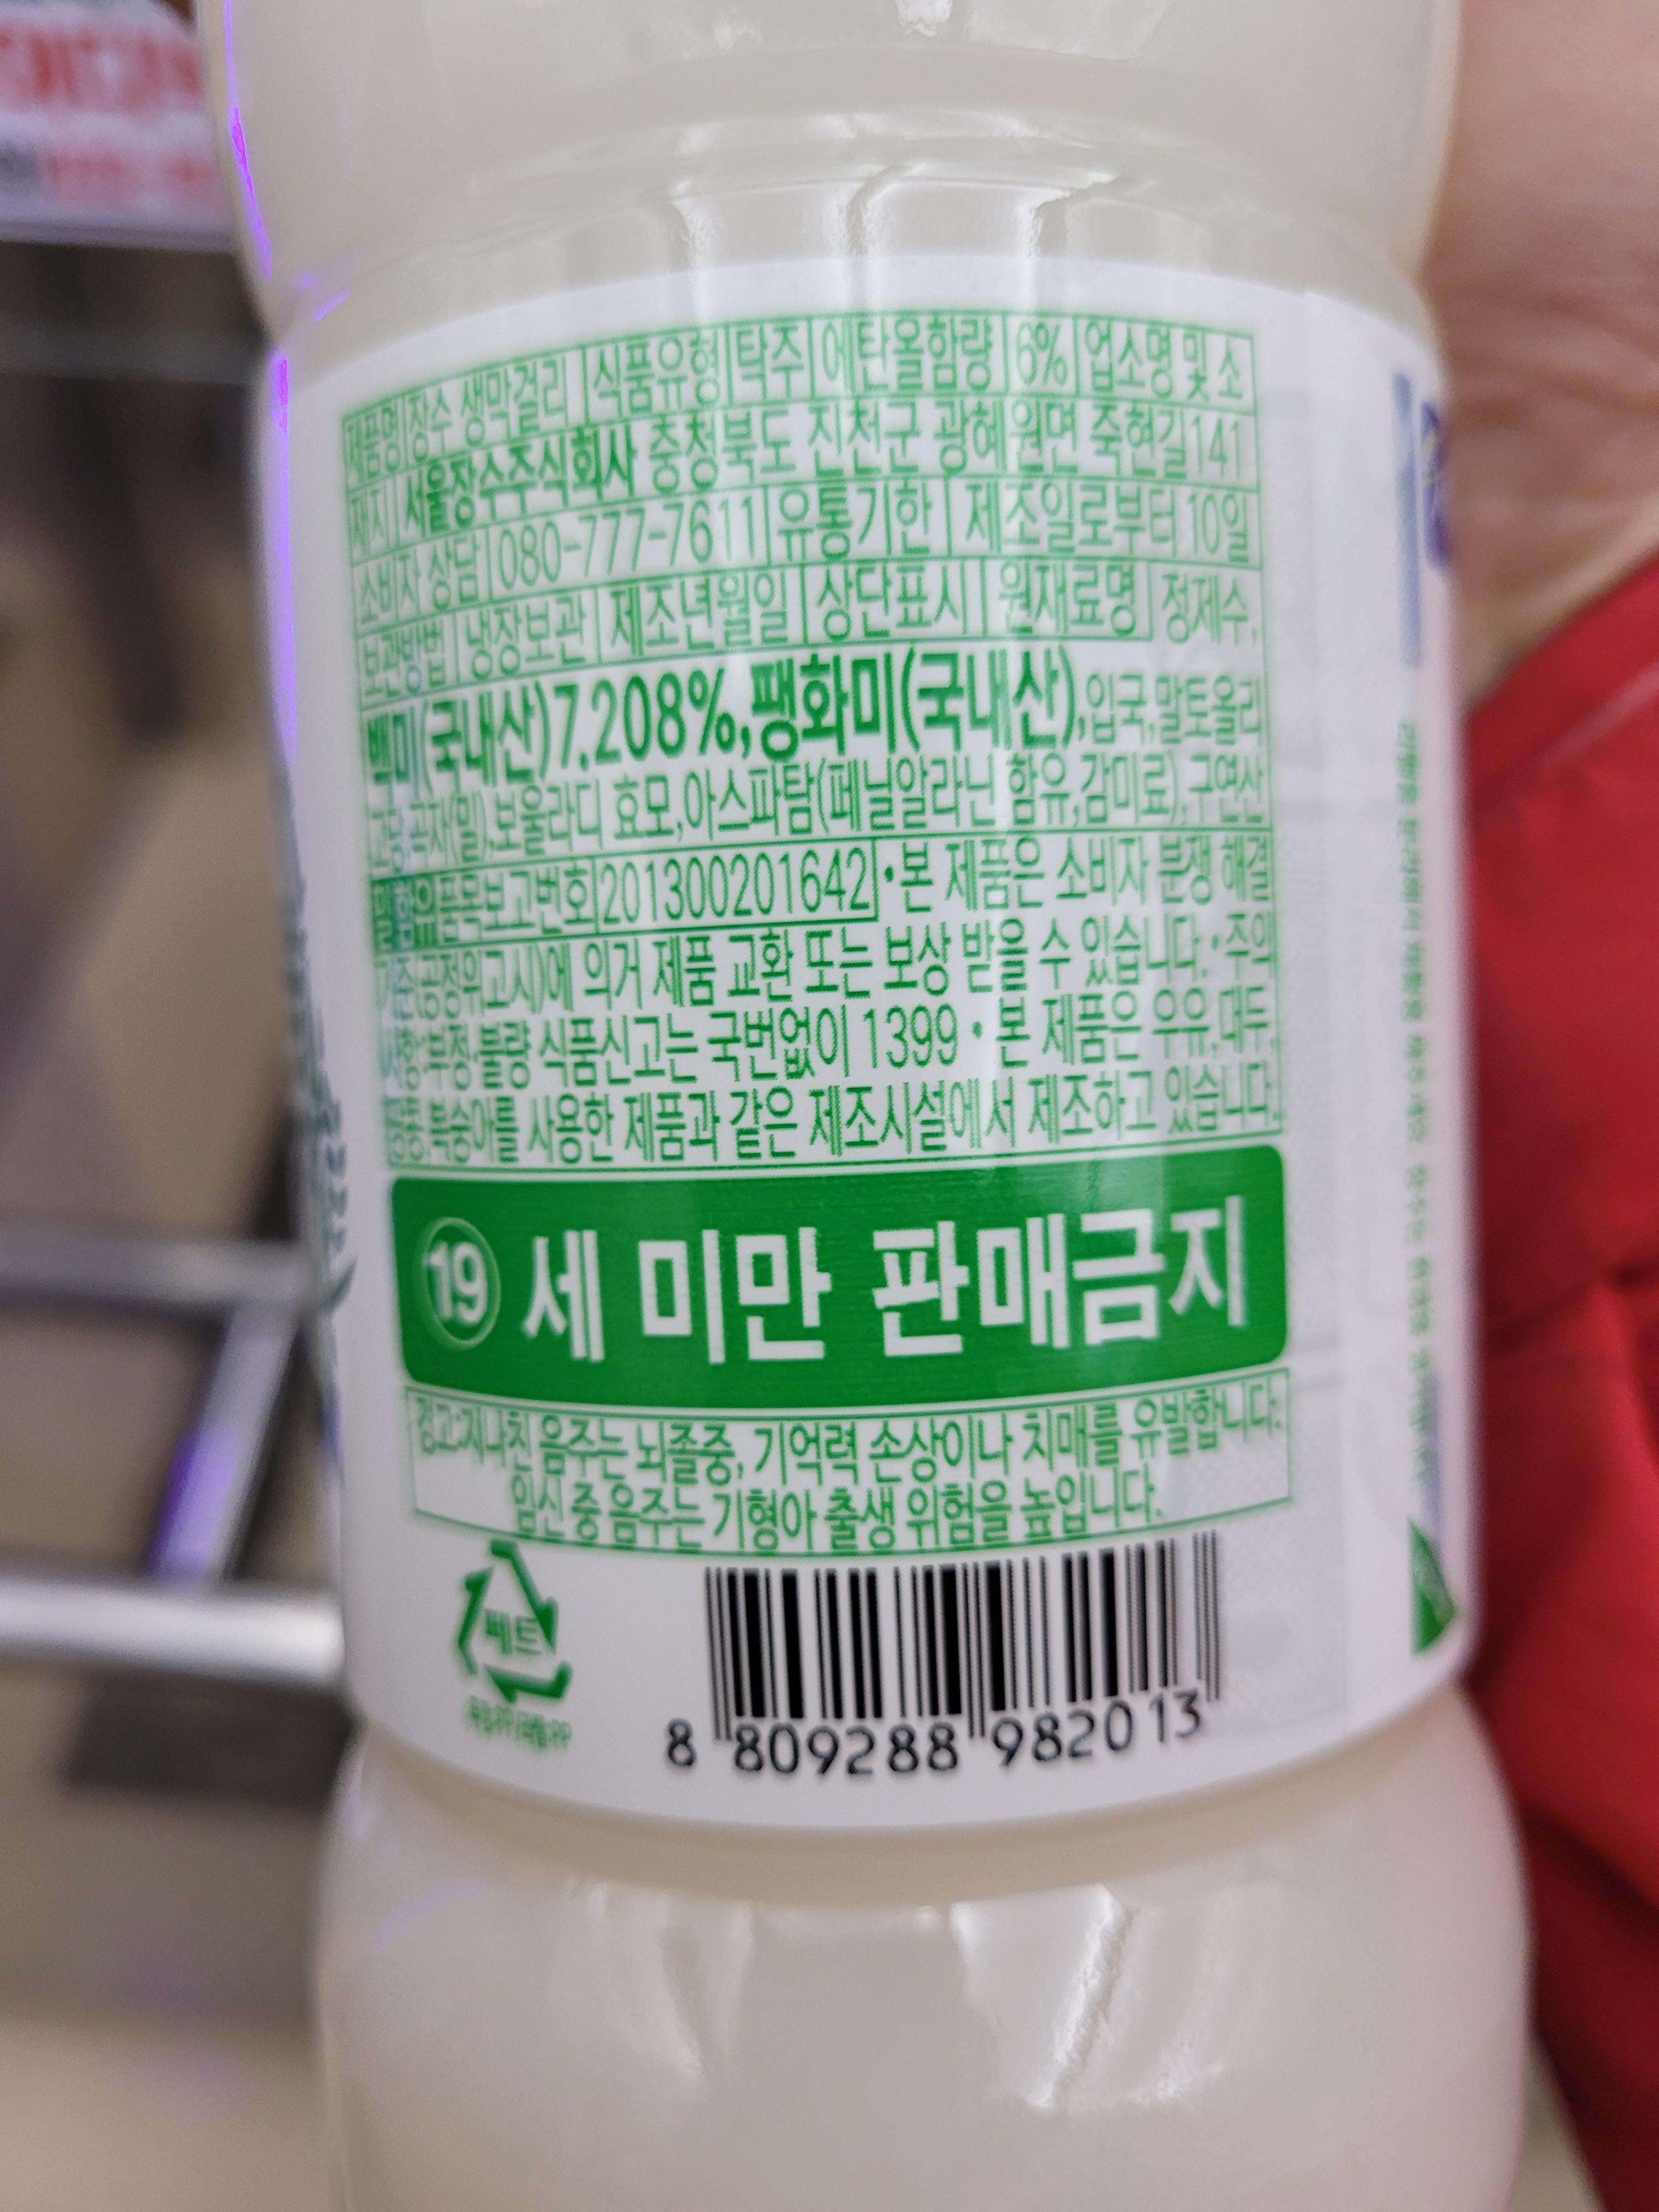 제품명 장수 생막걸리 식품유형 탁주 에탄올함량 6% 업소명 및 소
재지 서울장수주식회사 충청북도 진천군 광혜원면 죽현길141
소비자 상담 080-777-7611 유통기한 제조일로부터 10일
보관방법 냉장보관 제조년월일 상단표시 원재료명 정제수,
백미(국내산)7.208%,팽화미(국내산),입국,말토올리
고당,곡자(밀),보울라디 효모,아스파탐(페닐알라닌 함유,감미료),구연산
밀함유 품목보고번호 201300201642 •본 제품은 소비자 분쟁 해결
기준(공정위고시)에 의거 제품 교환 또는 보상 받을 수 있습니다. •주의
사항:부정·불량 식품신고는 국번없이 1399 • 본 제품은 우유,대두,
땅콩,복숭아를 사용한 제품과 같은 제조시설에서 제조하고 있습니다.
19 세 미만 판매금지
경고:지나친 음주는 뇌졸중, 기억력 손상이나 치매를 유발합니다.
임신 중 음주는 기형아 출생 위험을 높입니다.
페트
8 809288 982013